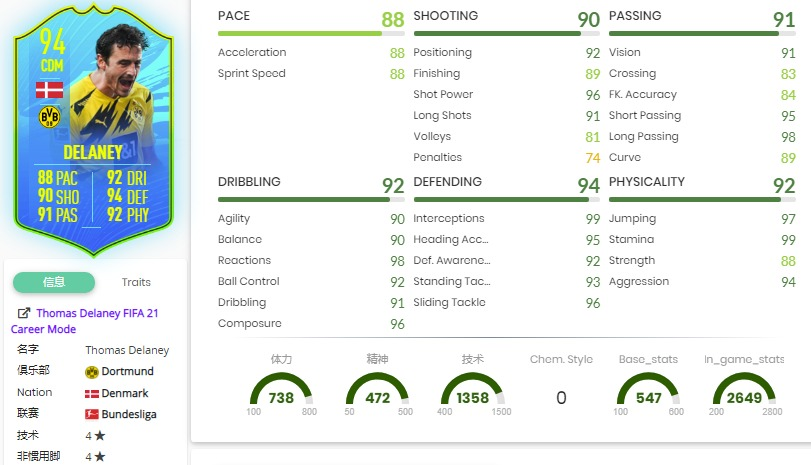 94
CDM
BVB
09
DELANEY
88 PAC 92 DRI
90 SHO 94 DEF
91 PAS 92 PHY
信息 Traits
Thomas Delaney FIFA 21
Career Mode
名字 Thomas Delaney
俱乐部 Dortmund
Nation Denmark
联赛 Bundesliga
技术 4 ★
非惯用脚 4 ★
PACE 88
Acceleration 88
Sprint Speed 88
SHOOTING 90
Positioning 92
Finishing 89
Shot Power 96
Long Shots 91
Volleys 81
Penalties 74
PASSING 91
Vision 91
Crossing 83
FK. Accuracy 84
Short Passing 95
Long Passing 98
Curve 89
DRIBBLING 92
Agility 90
Balance 90
Reactions 98
Ball Control 92
Dribbling 91
Composure 96
DEFENDING 94
Interceptions 99
Heading Acc... 95
Def. Awarene... 92
Standing Tac... 93
Sliding Tackle 96
PHYSICALITY 92
Jumping 97
Stamina 99
Strength 88
Aggression 94
体力 精神 技术 Chem. Style Base_stats In_game_stats
738 472 1358 0 547 2649
100 800 50 500 400 1500 100 600 200 2800